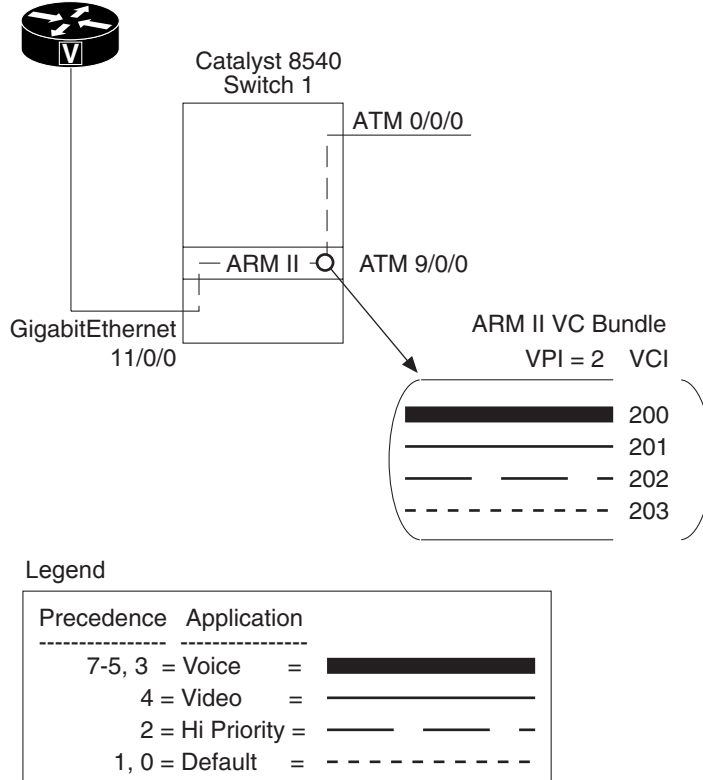 V
Catalyst 8540
Switch 1
ATM 0/0/0
ARM II
ATM 9/0/0
GigabitEthernet
11/0/0
ARM II VC Bundle
VPI = 2 VCI
200
201
202
203
Legend
Precedence Application
---------------- ----------------
7-5, 3 = Voice =
4 = Video =
2 = Hi Priority =
1, 0 = Default =